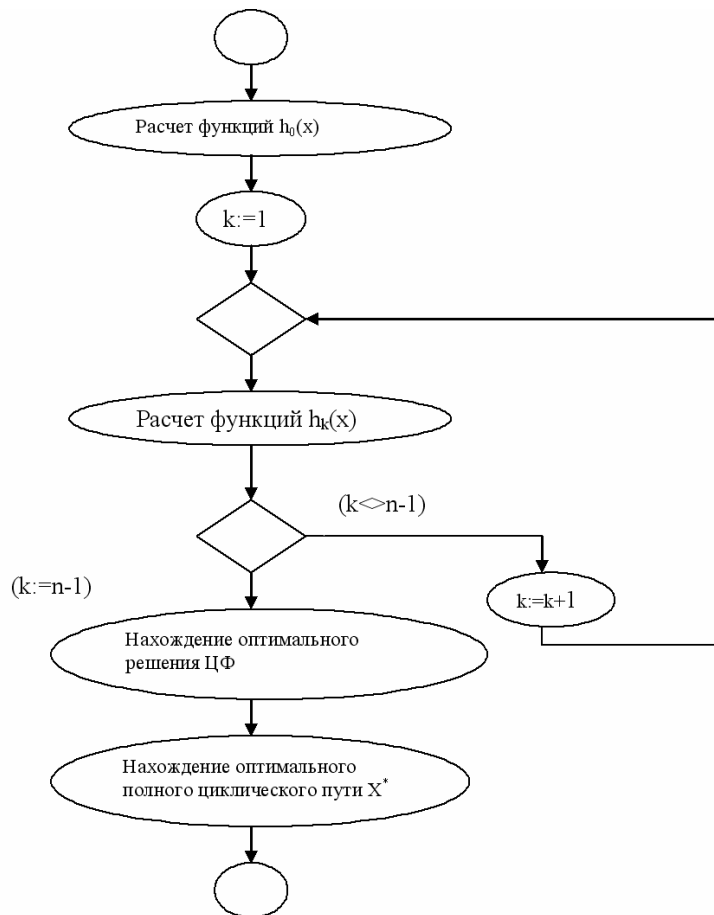 Расчет функций h₀(x)
k:=1
Расчет функций hₖ(x)
(k<>n-1)
(k:=n-1)
k:=k+1
Нахождение оптимального
решения ЦФ
Нахождение оптимального
полного циклического пути X*